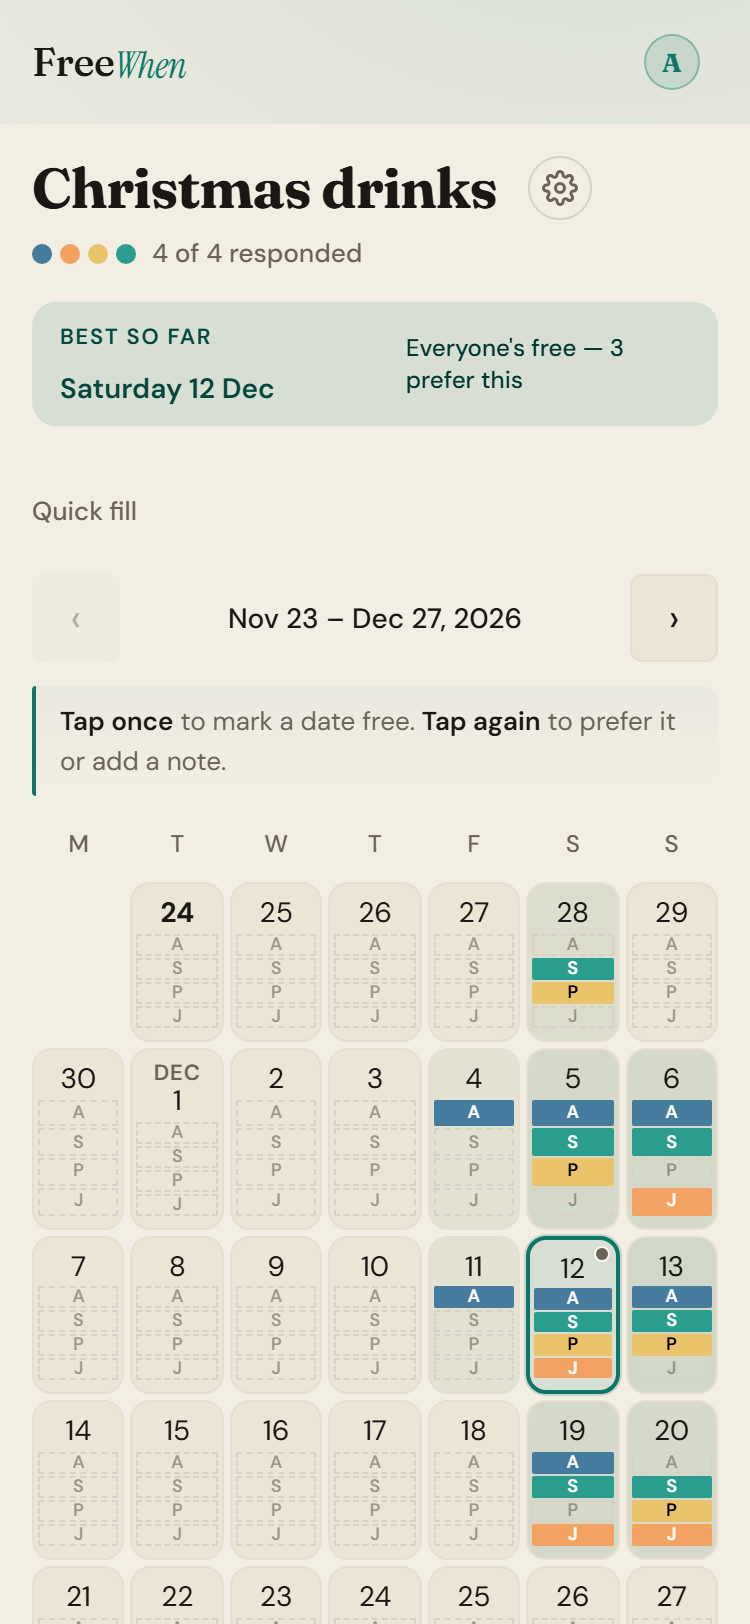 FreeWhen
A
Christmas drinks
4 of 4 responded
BEST SO FAR
Saturday 12 Dec
Everyone's free — 3
prefer this
Quick fill
‹
Nov 23 – Dec 27, 2026
›
Tap once to mark a date free. Tap again to prefer it
or add a note.
M T W T F S S
24 25 26 27 28 29
A A A A A A
S S S S S S
P P P P P P
J J J J J J
30 DEC 1 2 3 4 5 6
A A A A A A A
S S S S S S S
P P P P P P P
J J J J J J J
7 8 9 10 11 12 13
A A A A A A A
S S S S S S S
P P P P P P P
J J J J J J J
14 15 16 17 18 19 20
A A A A A A A
S S S S S S S
P P P P P P P
J J J J J J J
21 22 23 24 25 26 27